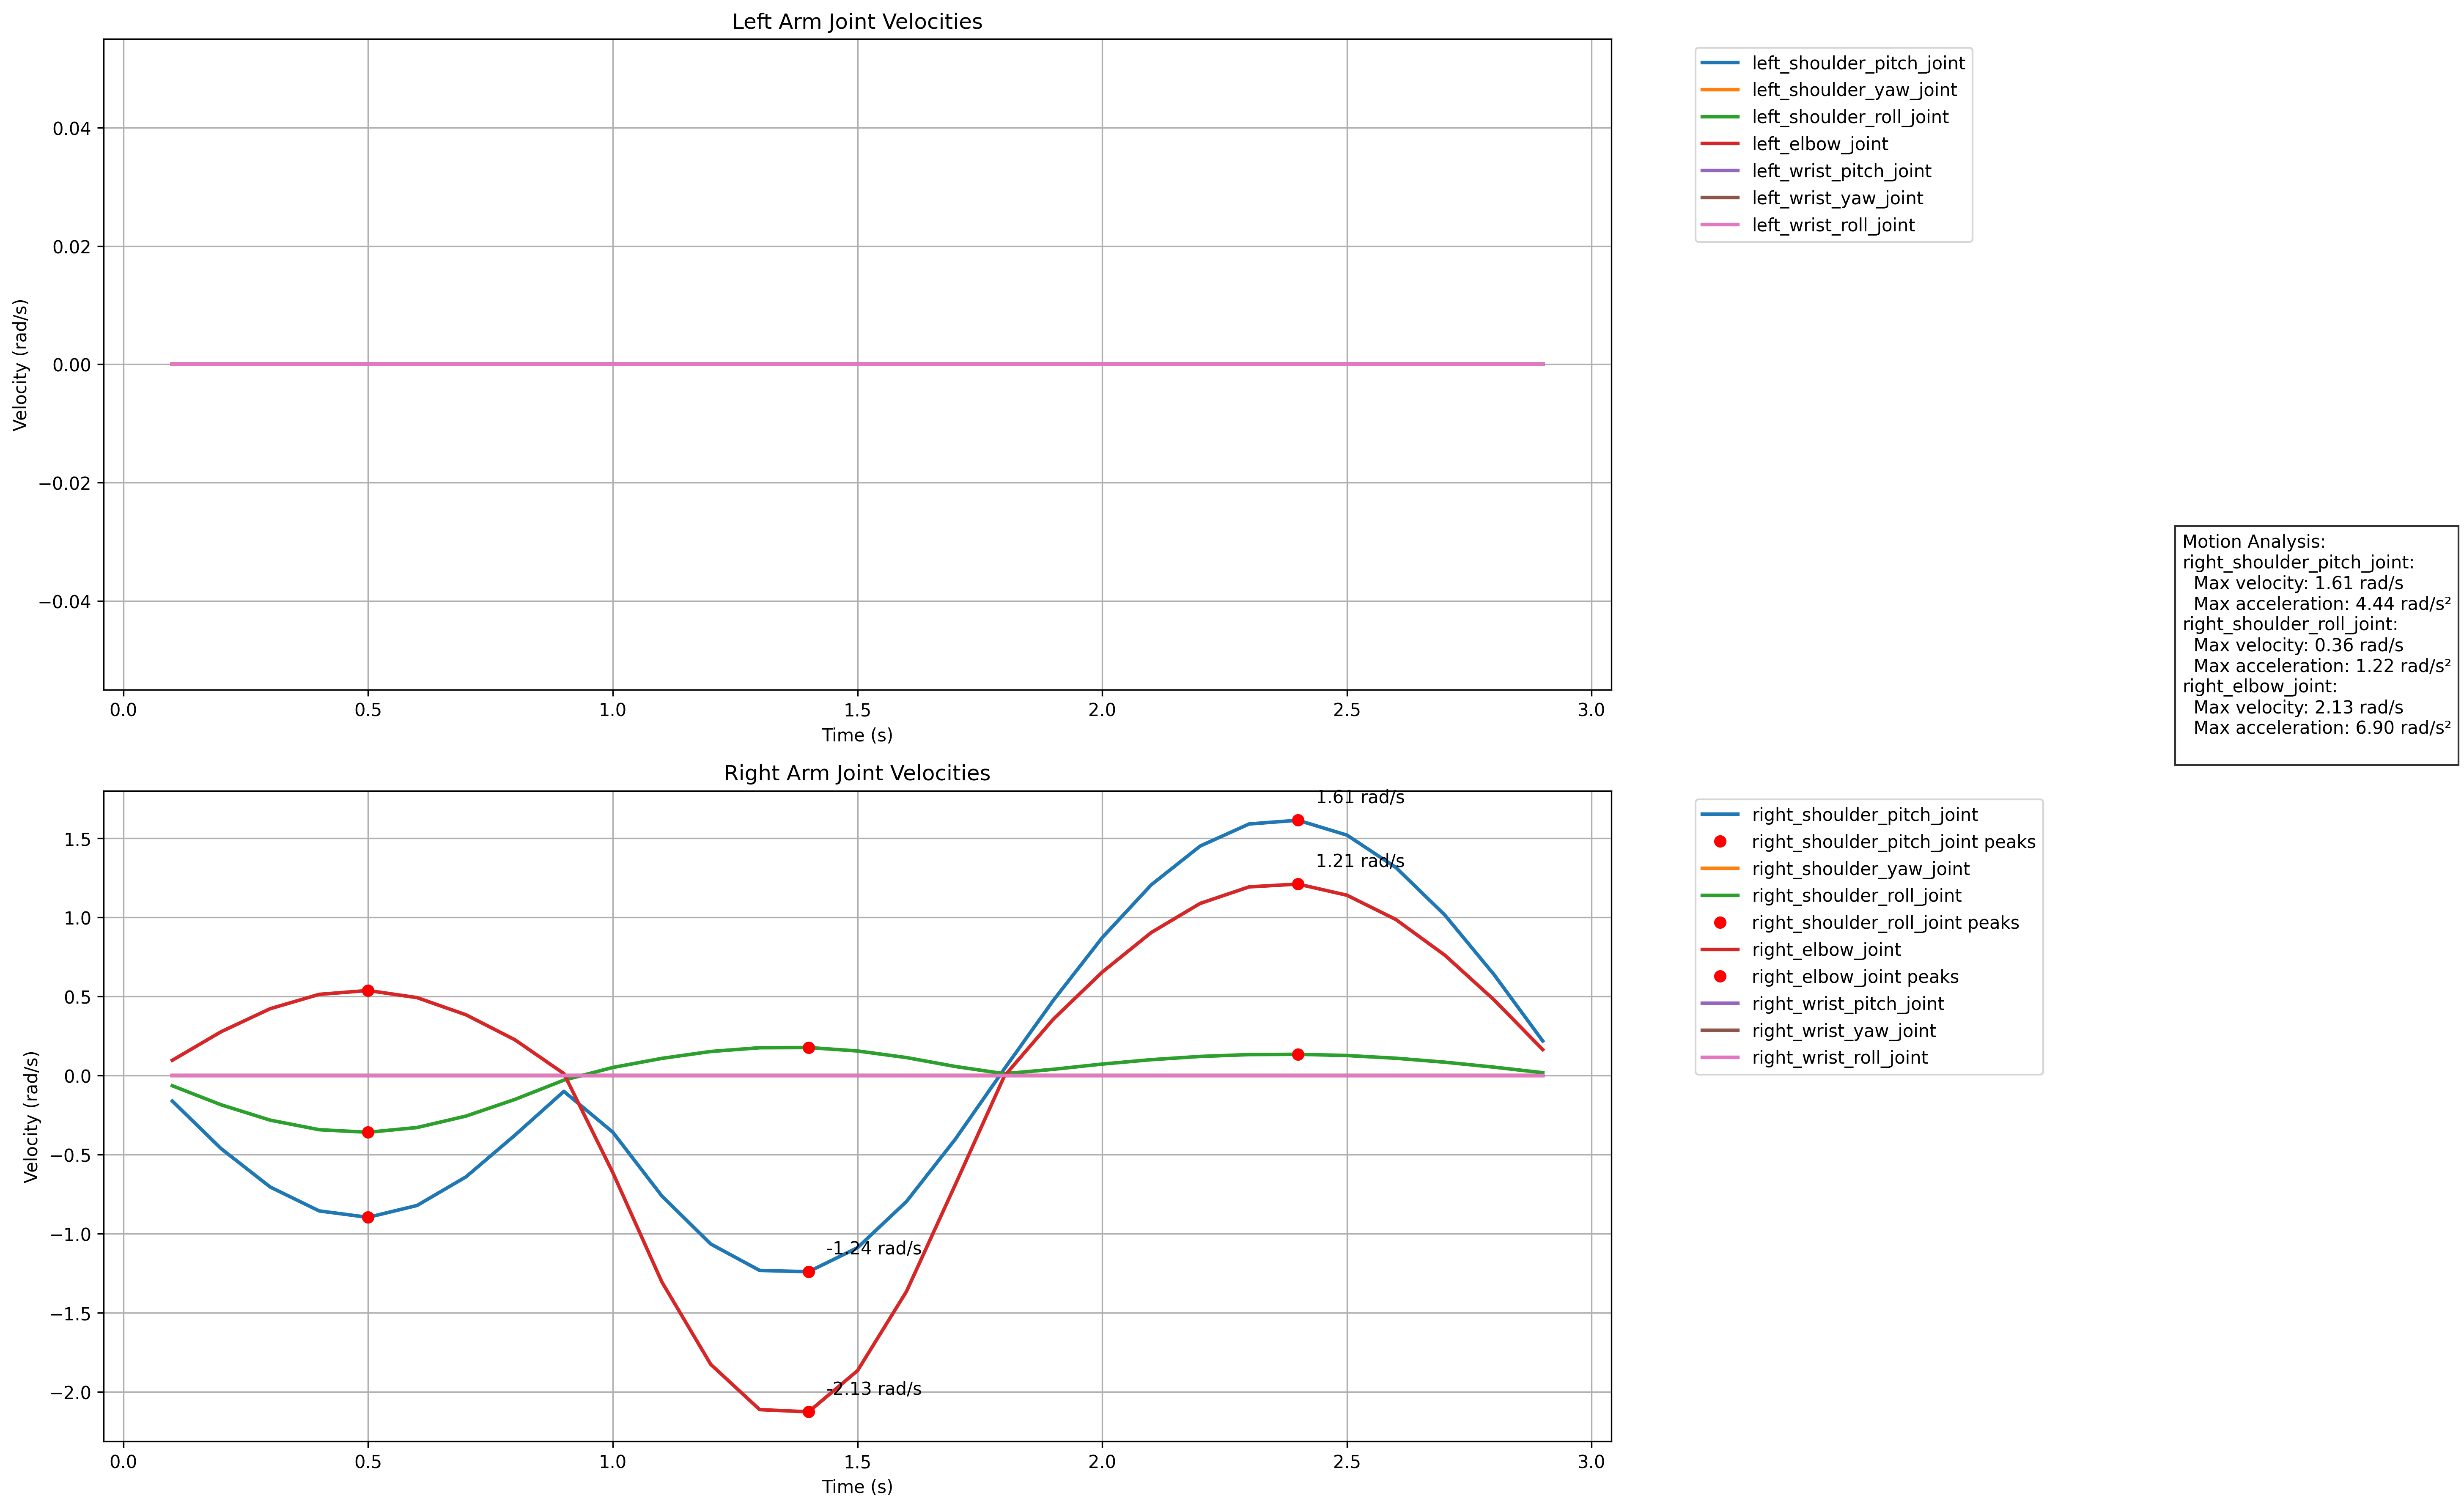 Left Arm Joint Velocities
Velocity (rad/s)
0.04
0.02
0.00
−0.02
−0.04
0.0 0.5 1.0 1.5 2.0 2.5 3.0
Time (s)
left_shoulder_pitch_joint
left_shoulder_yaw_joint
left_shoulder_roll_joint
left_elbow_joint
left_wrist_pitch_joint
left_wrist_yaw_joint
left_wrist_roll_joint
Motion Analysis:
right_shoulder_pitch_joint:
Max velocity: 1.61 rad/s
Max acceleration: 4.44 rad/s²
right_shoulder_roll_joint:
Max velocity: 0.36 rad/s
Max acceleration: 1.22 rad/s²
right_elbow_joint:
Max velocity: 2.13 rad/s
Max acceleration: 6.90 rad/s²
Right Arm Joint Velocities
Velocity (rad/s)
1.5
1.0
0.5
0.0
−0.5
−1.0
−1.5
−2.0
1.61 rad/s
1.21 rad/s
-1.24 rad/s
-2.13 rad/s
0.0 0.5 1.0 1.5 2.0 2.5 3.0
Time (s)
right_shoulder_pitch_joint
right_shoulder_pitch_joint peaks
right_shoulder_yaw_joint
right_shoulder_roll_joint
right_shoulder_roll_joint peaks
right_elbow_joint
right_elbow_joint peaks
right_wrist_pitch_joint
right_wrist_yaw_joint
right_wrist_roll_joint